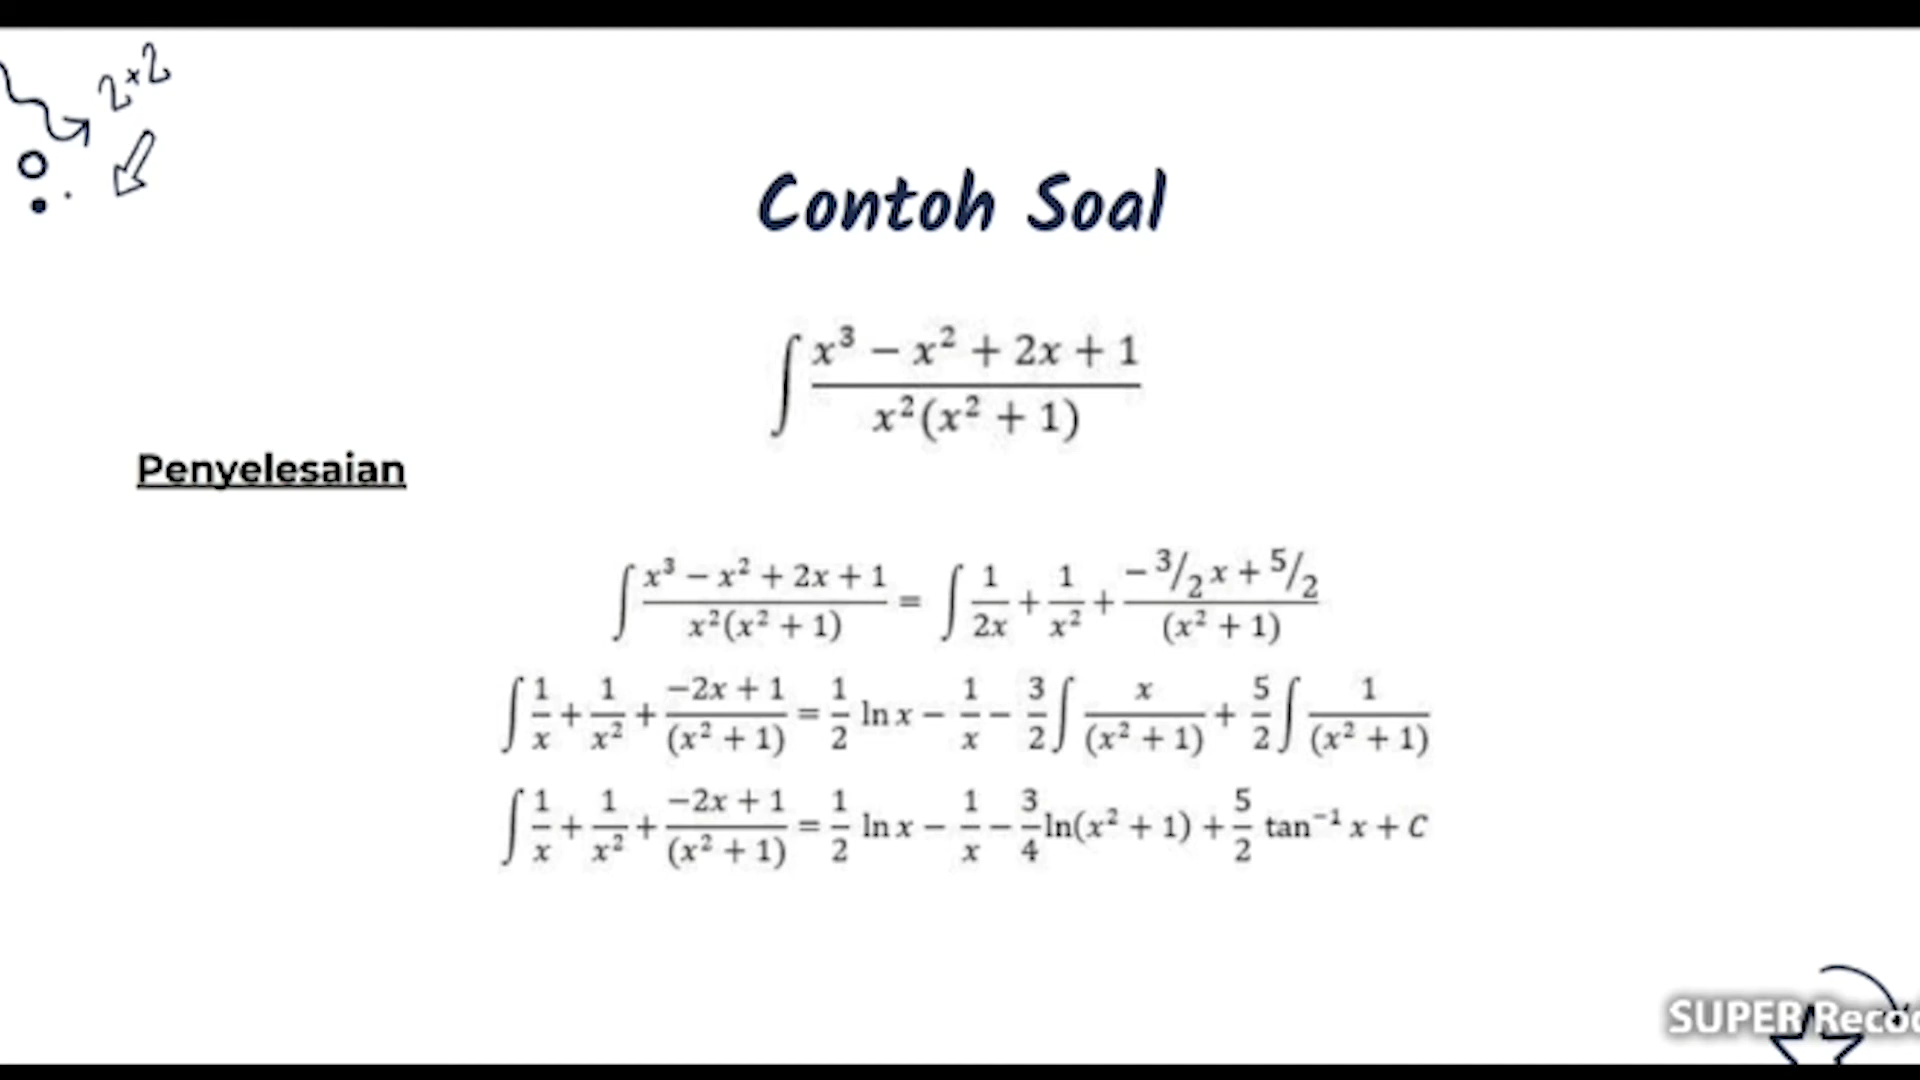 2×2
Contoh Soal
∫ (x³ − x² + 2x + 1) / (x²(x² + 1))
Penyelesaian
∫ (x³ − x² + 2x + 1) / (x²(x² + 1)) = ∫ 1/(2x) + 1/x² + (−3/2 x + 5/2) / (x² + 1)
∫ 1/x + 1/x² + (−2x + 1) / (x² + 1) = 1/2 ln x − 1/x − 3/2 ∫ x / (x² + 1) + 5/2 ∫ 1 / (x² + 1)
∫ 1/x + 1/x² + (−2x + 1) / (x² + 1) = 1/2 ln x − 1/x − 3/4 ln(x² + 1) + 5/2 tan⁻¹ x + C
SUPER